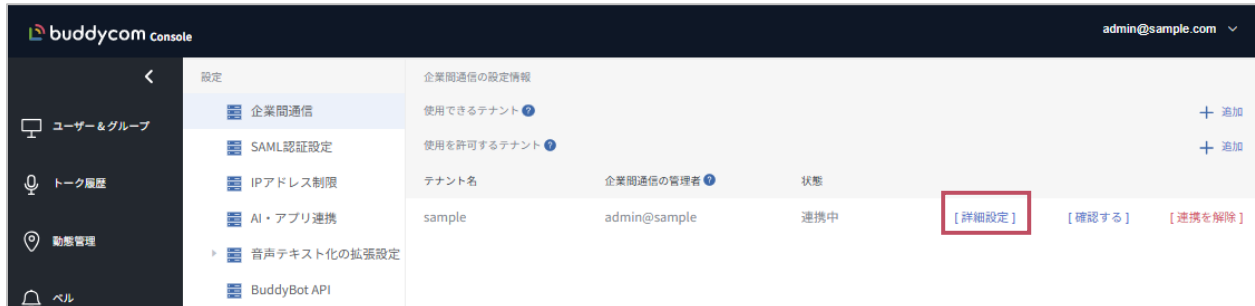 buddycom Console
admin@sample.com
設定
企業間通信の設定情報
企業間通信
使用できるテナント ?
+ 追加
ユーザー＆グループ
SAML認証設定
使用を許可するテナント ?
+ 追加
IPアドレス制限
テナント名 企業間通信の管理者 ? 状態
トーク履歴
AI・アプリ連携
sample admin@sample 連携中 [ 詳細設定 ] [ 確認する ] [ 連携を解除 ]
動態管理
音声テキスト化の拡張設定
ベル
BuddyBot API